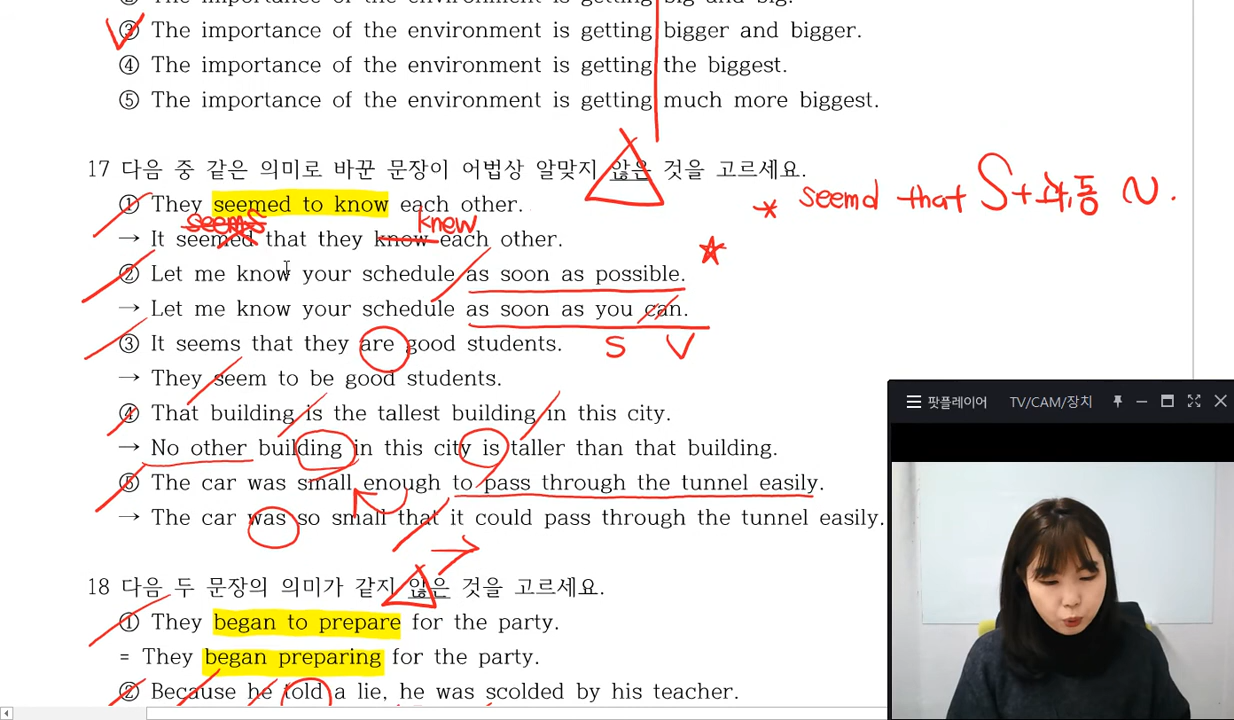 The importance of the environment is getting big and big.
③ The importance of the environment is getting bigger and bigger.
④ The importance of the environment is getting the biggest.
⑤ The importance of the environment is getting much more biggest.
17 다음 중 같은 의미로 바꾼 문장이 어법상 알맞지 않은 것을 고르세요.
* seemd that S+과,동 ~.
① They seemed to know each other.
seems knew
→ It seemed that they know each other.
② Let me know your schedule as soon as possible.
→ Let me know your schedule as soon as you can.
S V
③ It seems that they are good students.
→ They seem to be good students.
④ That building is the tallest building in this city.
→ No other building in this city is taller than that building.
⑤ The car was small enough to pass through the tunnel easily.
→ The car was so small that it could pass through the tunnel easily.
18 다음 두 문장의 의미가 같지 않은 것을 고르세요.
① They began to prepare for the party.
= They began preparing for the party.
② Because he told a lie, he was scolded by his teacher.
팟플레이어 TV/CAM/장치